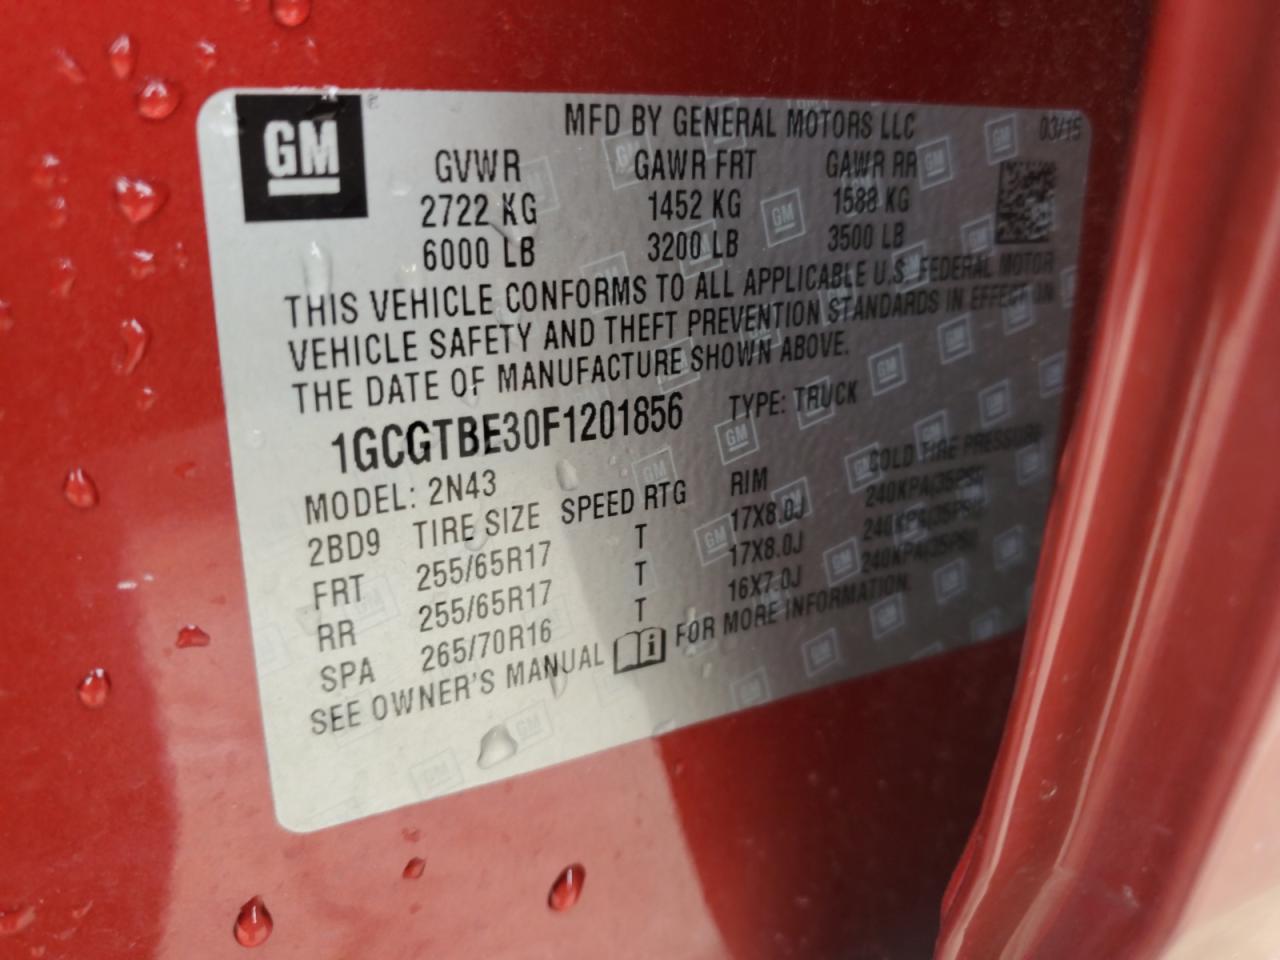 GM
MFD BY GENERAL MOTORS LLC 03/15
GVWR GAWR FRT GAWR RR
2722 KG 1452 KG 1588 KG
6000 LB 3200 LB 3500 LB
THIS VEHICLE CONFORMS TO ALL APPLICABLE U.S. FEDERAL MOTOR
VEHICLE SAFETY AND THEFT PREVENTION STANDARDS IN EFFECT ON
THE DATE OF MANUFACTURE SHOWN ABOVE.
1GCGTBE30F1201856 TYPE: TRUCK
MODEL: 2N43
2BD9 TIRE SIZE SPEED RTG RIM COLD TIRE PRESSURE
FRT 255/65R17 T 17X8.0J 240KPA(35PSI)
RR 255/65R17 T 17X8.0J 240KPA(35PSI)
SPA 265/70R16 T 16X7.0J 240KPA(35PSI)
SEE OWNER'S MANUAL FOR MORE INFORMATION.